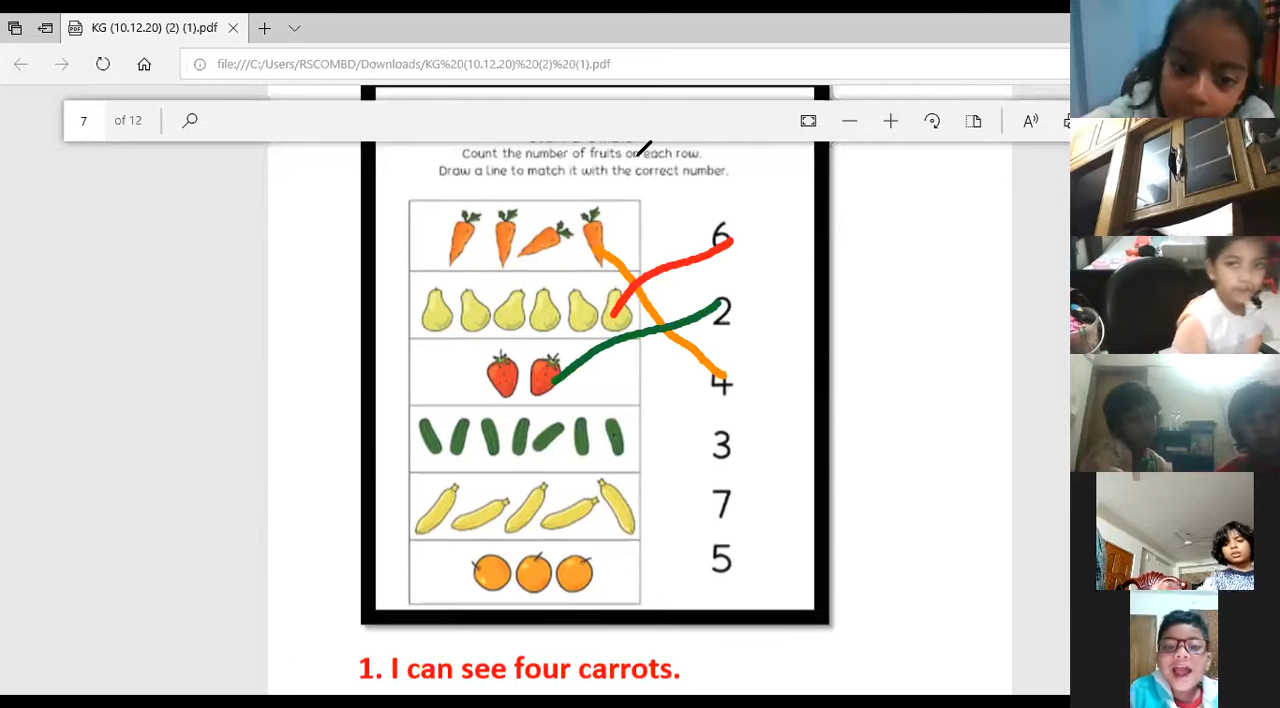 KG (10.12.20) (2) (1).pdf
file:///C:/Users/RSCOMBD/Downloads/KG%20(10.12.20)%20(2)%20(1).pdf
7 of 12
Count the number of fruits on each row.
Draw a line to match it with the correct number.
6
2
4
3
7
5
1. I can see four carrots.